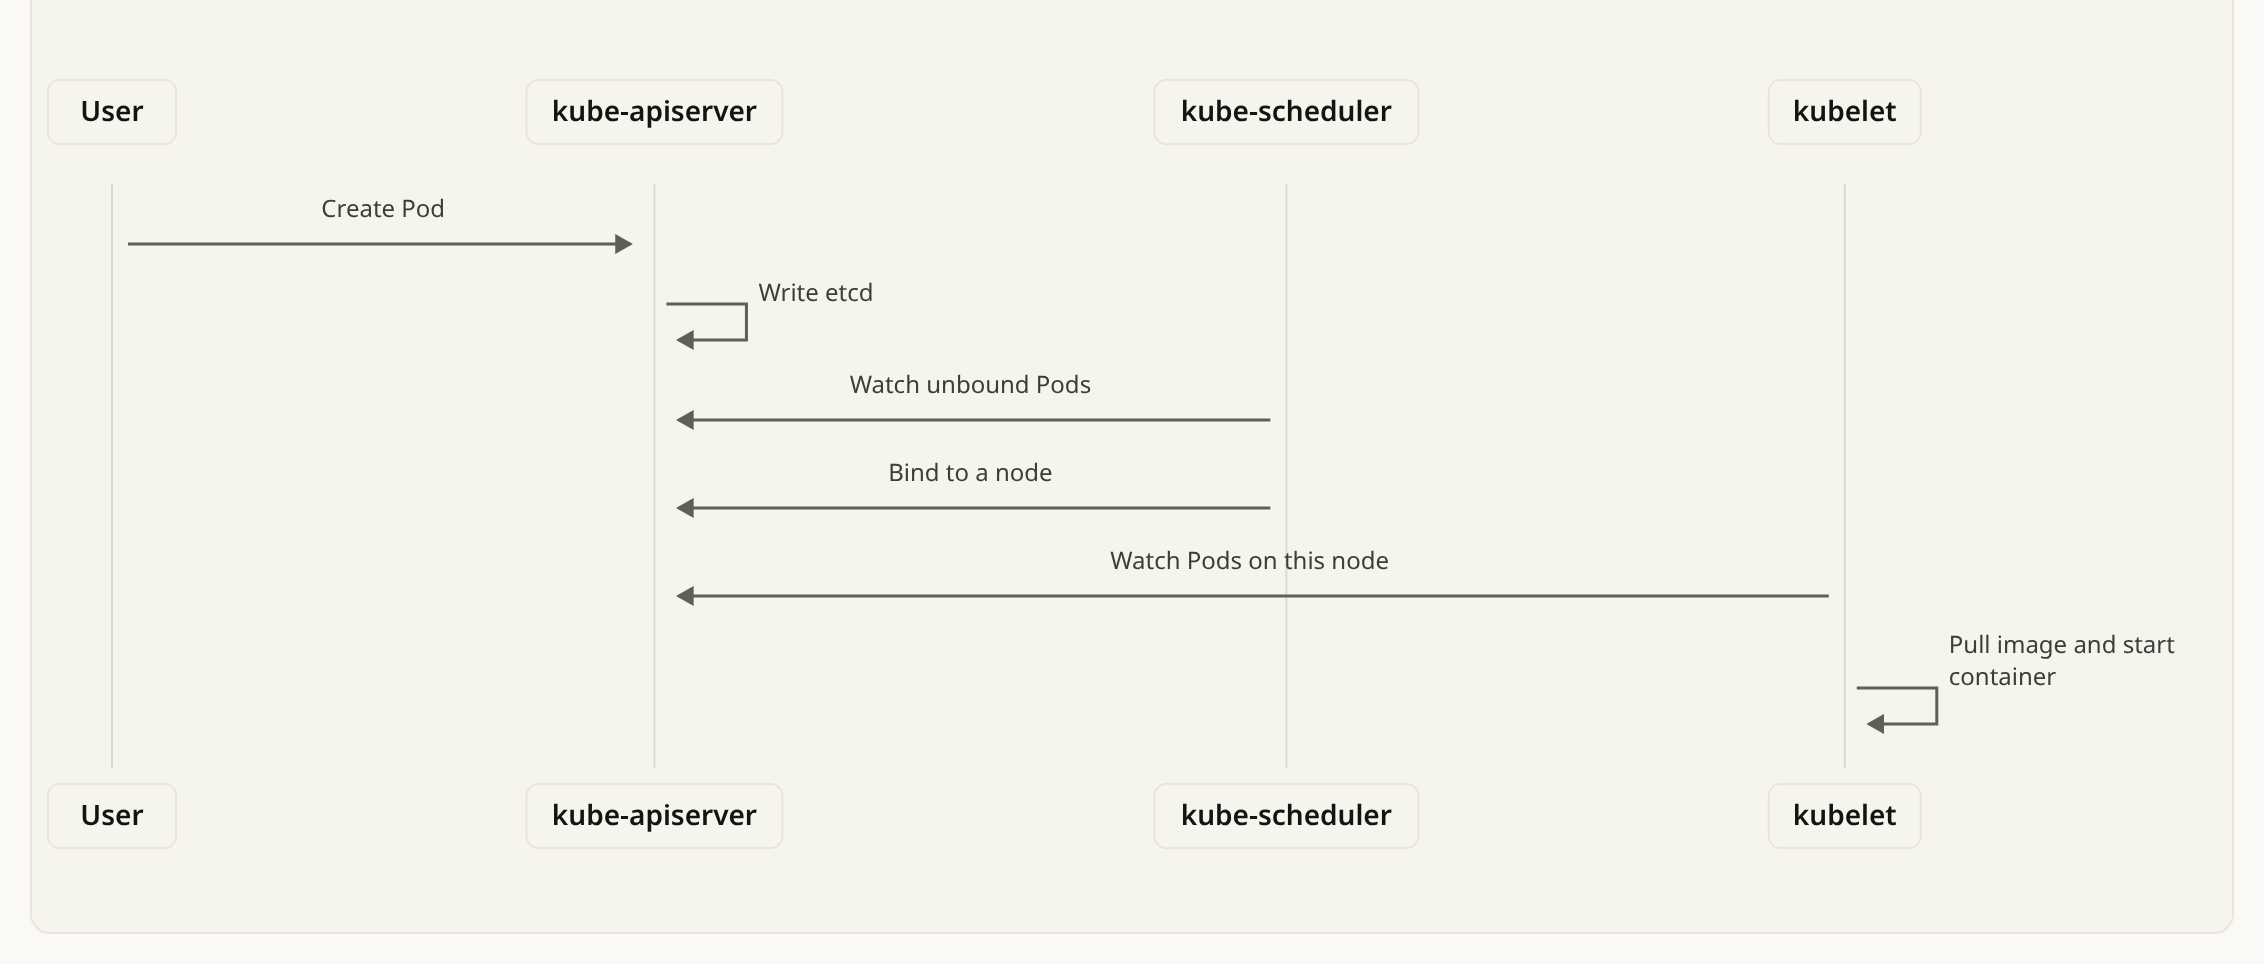 User
kube-apiserver
kube-scheduler
kubelet
Create Pod
Write etcd
Watch unbound Pods
Bind to a node
Watch Pods on this node
Pull image and start
container
User
kube-apiserver
kube-scheduler
kubelet